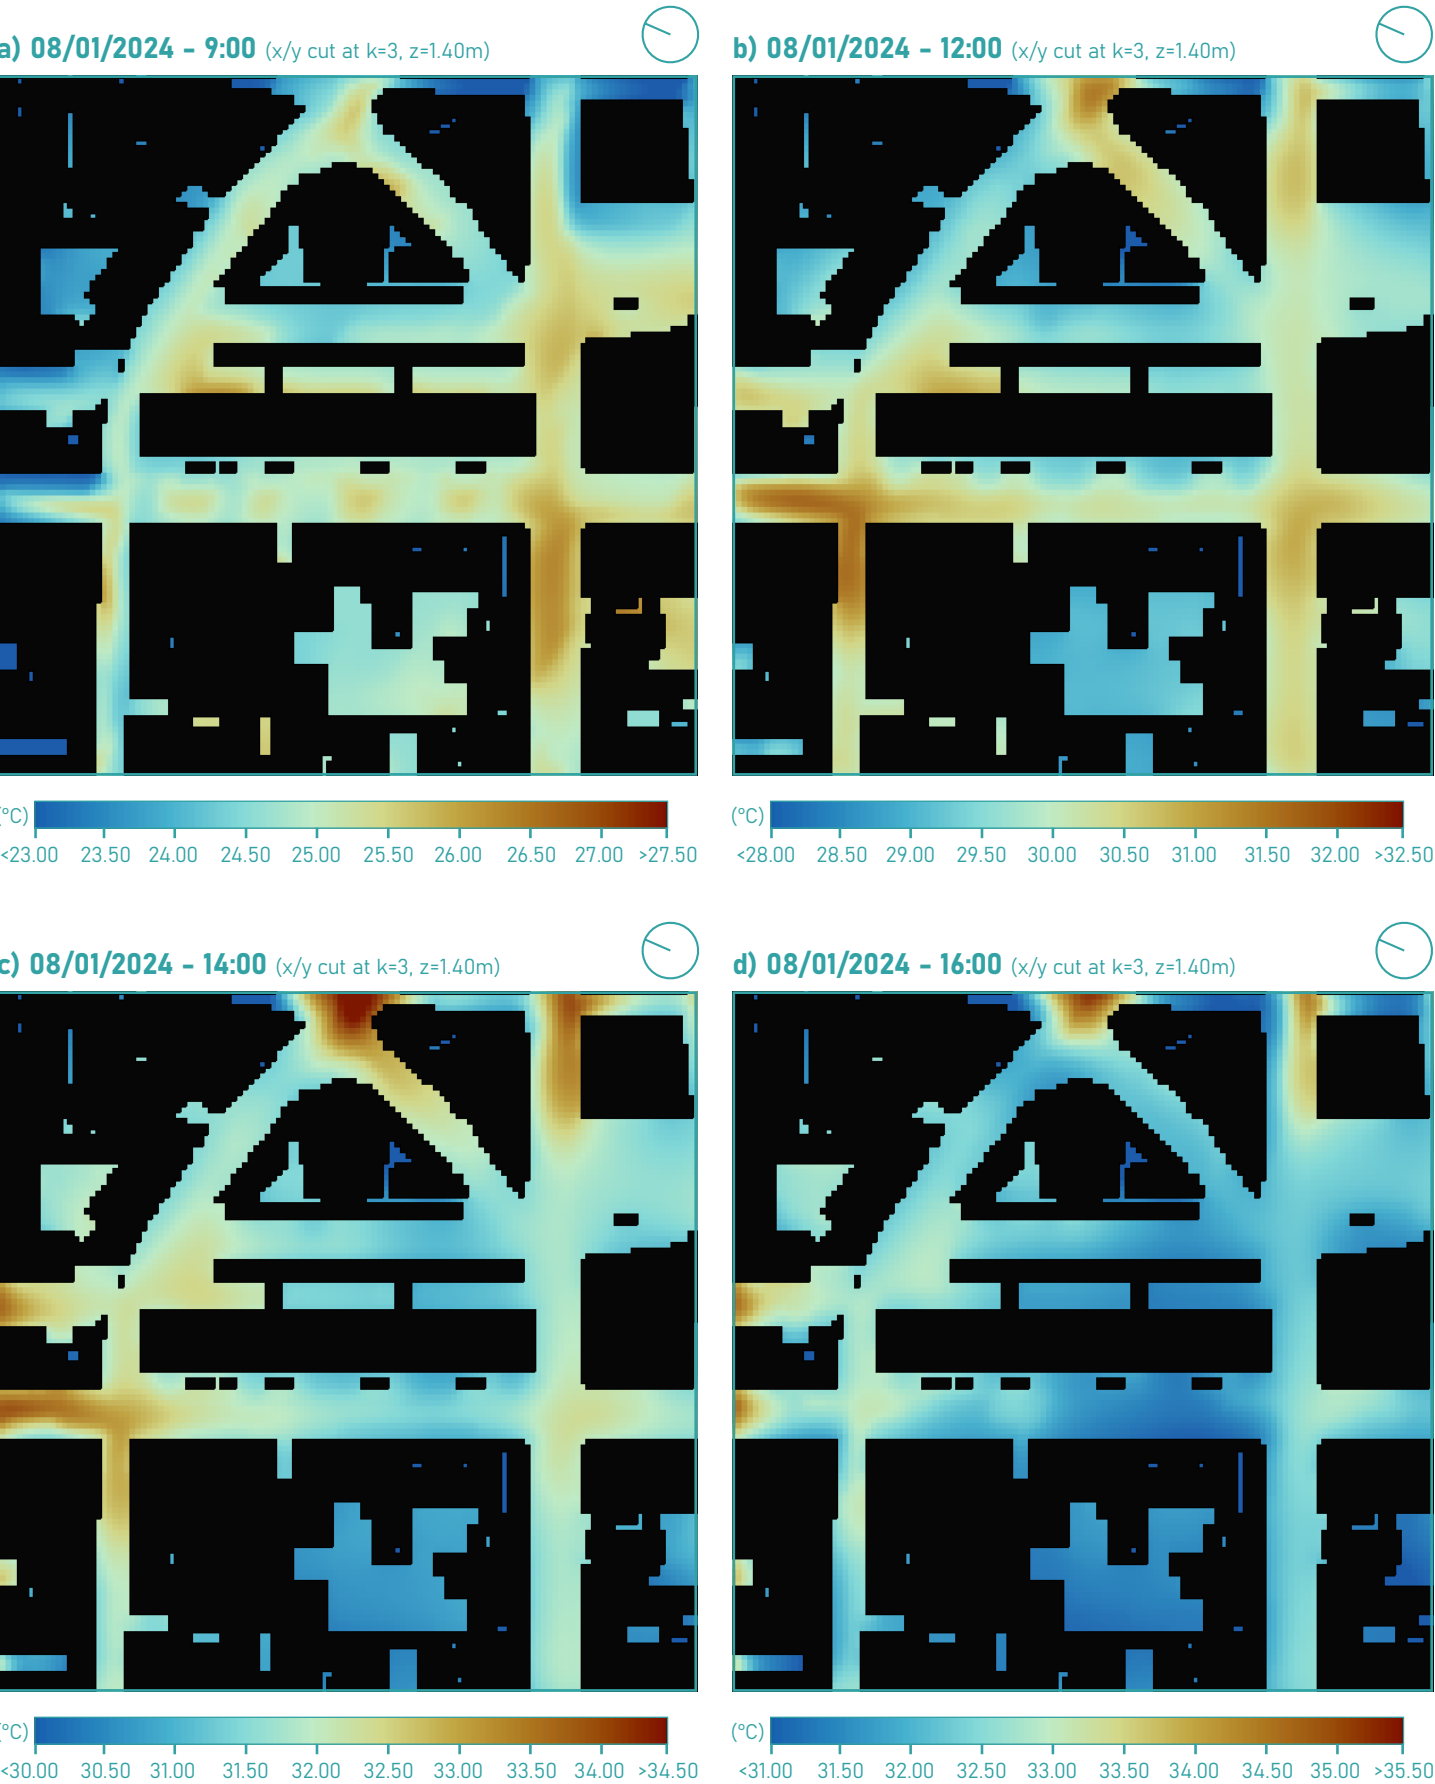 a) 08/01/2024 - 9:00 (x/y cut at k=3, z=1.40m)
b) 08/01/2024 - 12:00 (x/y cut at k=3, z=1.40m)
(°C)
<23.00 23.50 24.00 24.50 25.00 25.50 26.00 26.50 27.00 >27.50
(°C)
<28.00 28.50 29.00 29.50 30.00 30.50 31.00 31.50 32.00 >32.50
c) 08/01/2024 - 14:00 (x/y cut at k=3, z=1.40m)
d) 08/01/2024 - 16:00 (x/y cut at k=3, z=1.40m)
(°C)
<30.00 30.50 31.00 31.50 32.00 32.50 33.00 33.50 34.00 >34.50
(°C)
<31.00 31.50 32.00 32.50 33.00 33.50 34.00 34.50 35.00 >35.50